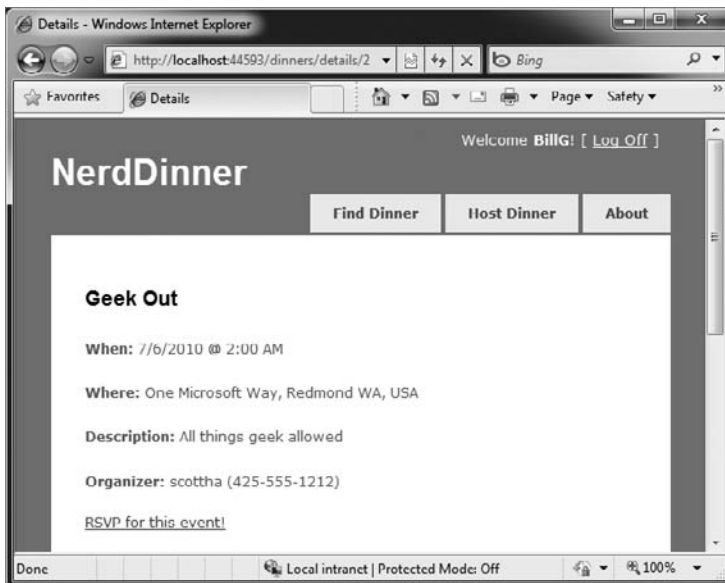 Details - Windows Internet Explorer
http://localhost:44593/dinners/details/2
Bing
Favorites
Details
Page
Safety
Welcome BillG! [ Log Off ]
NerdDinner
Find Dinner
Host Dinner
About
Geek Out
When: 7/6/2010 @ 2:00 AM
Where: One Microsoft Way, Redmond WA, USA
Description: All things geek allowed
Organizer: scottha (425-555-1212)
RSVP for this event!
Done
Local intranet | Protected Mode: Off
100%